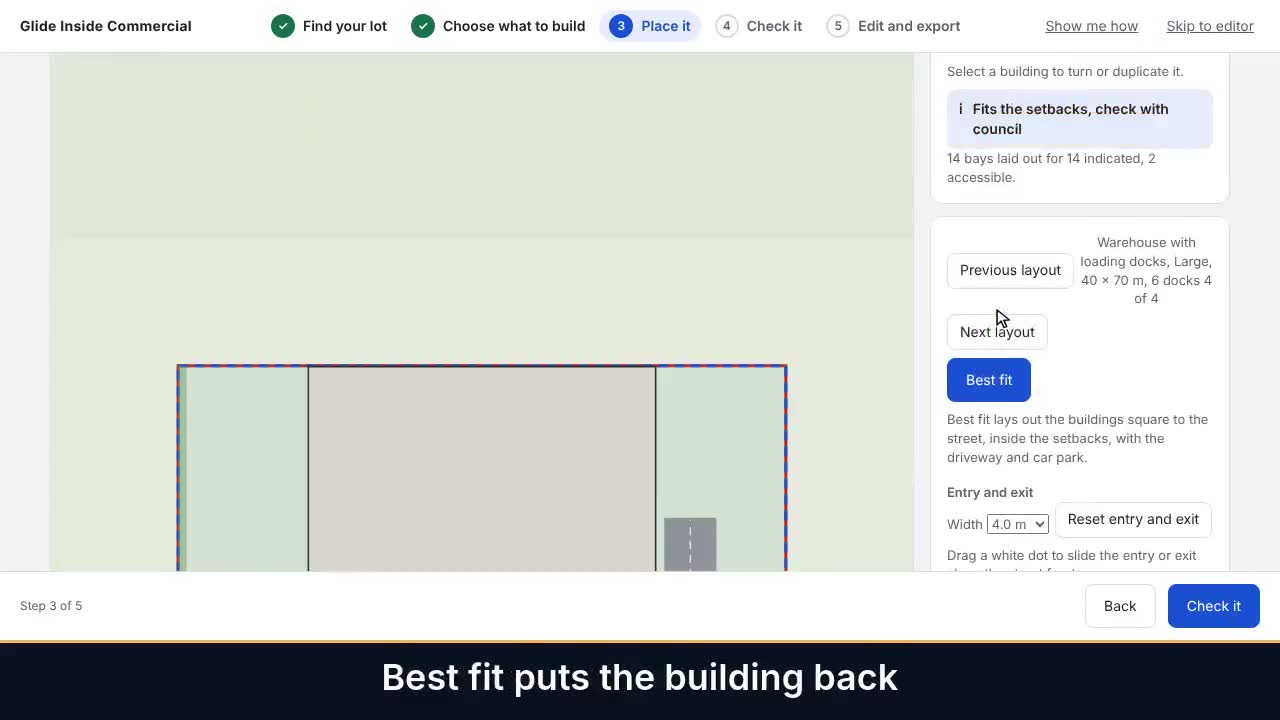 Glide Inside Commercial
Find your lot
Choose what to build
3 Place it
4 Check it
5 Edit and export
Show me how
Skip to editor
Select a building to turn or duplicate it.
i Fits the setbacks, check with
council
14 bays laid out for 14 indicated, 2
accessible.
Previous layout
Warehouse with
loading docks, Large,
40 × 70 m, 6 docks 4
of 4
Next layout
Best fit
Best fit lays out the buildings square to the
street, inside the setbacks, with the
driveway and car park.
Entry and exit
Width 4.0 m Reset entry and exit
Drag a white dot to slide the entry or exit
Step 3 of 5
Back
Check it
Best fit puts the building back